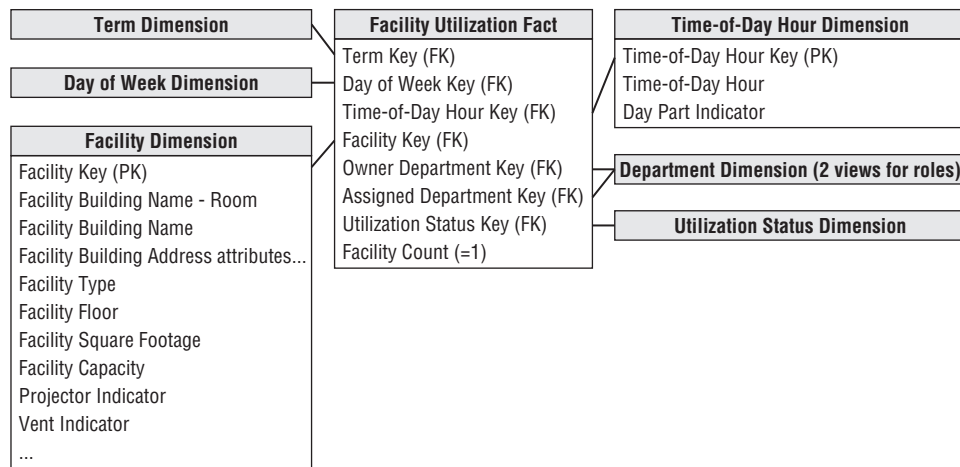 Term Dimension
Day of Week Dimension
Facility Dimension
Facility Key (PK)
Facility Building Name - Room
Facility Building Name
Facility Building Address attributes...
Facility Type
Facility Floor
Facility Square Footage
Facility Capacity
Projector Indicator
Vent Indicator
...
Facility Utilization Fact
Term Key (FK)
Day of Week Key (FK)
Time-of-Day Hour Key (FK)
Facility Key (FK)
Owner Department Key (FK)
Assigned Department Key (FK)
Utilization Status Key (FK)
Facility Count (=1)
Time-of-Day Hour Dimension
Time-of-Day Hour Key (PK)
Time-of-Day Hour
Day Part Indicator
Department Dimension (2 views for roles)
Utilization Status Dimension